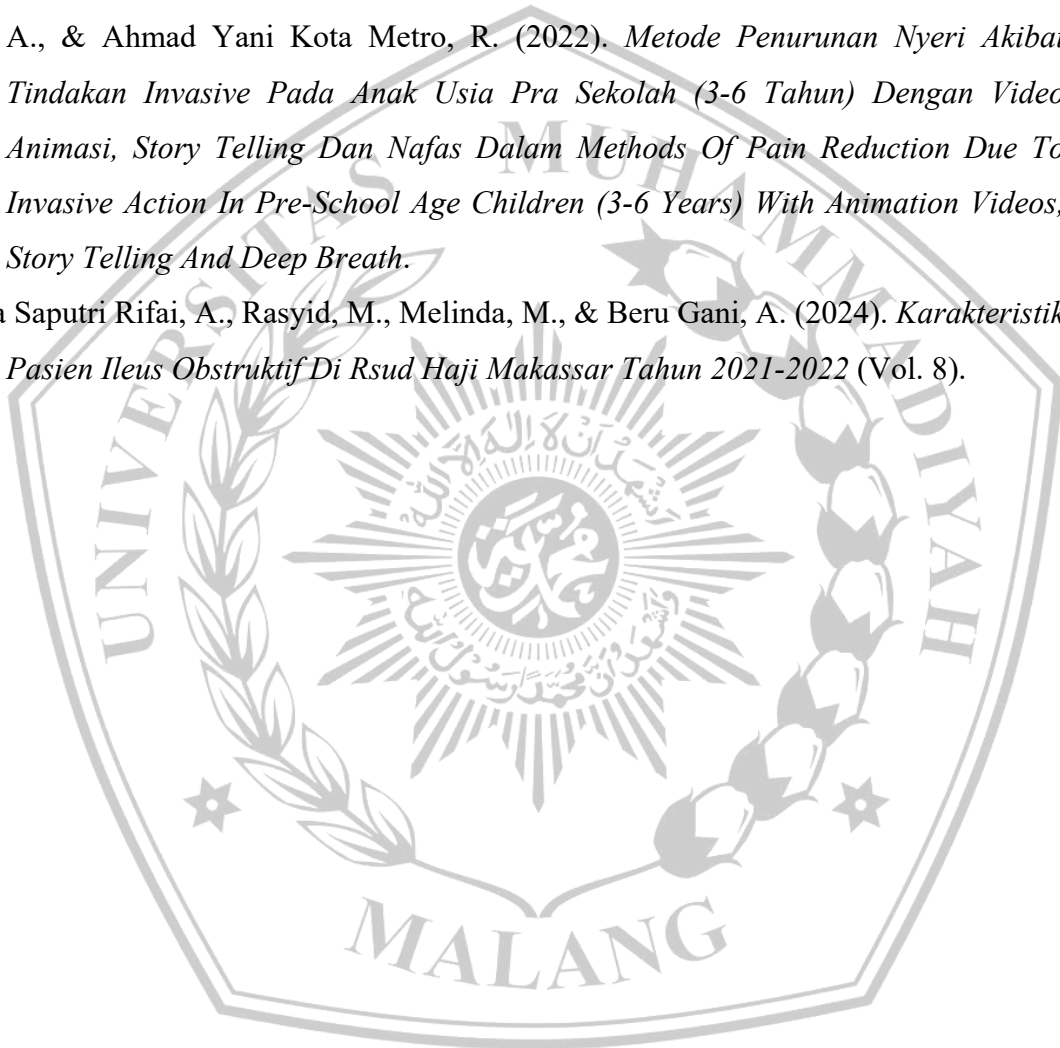 A., & Ahmad Yani Kota Metro, R. (2022). Metode Penurunan Nyeri Akibat
Tindakan Invasive Pada Anak Usia Pra Sekolah (3-6 Tahun) Dengan Video
Animasi, Story Telling Dan Nafas Dalam Methods Of Pain Reduction Due To
Invasive Action In Pre-School Age Children (3-6 Years) With Animation Videos,
Story Telling And Deep Breath.
a Saputri Rifai, A., Rasyid, M., Melinda, M., & Beru Gani, A. (2024). Karakteristik
Pasien Ileus Obstruktif Di Rsud Haji Makassar Tahun 2021-2022 (Vol. 8).
UNIVERSITAS MUHAMMADIYAH
MALANG